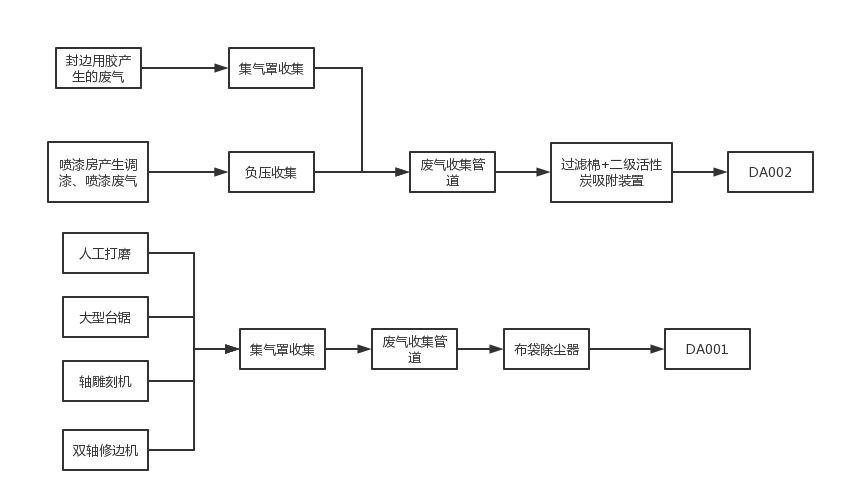 封边用胶产
生的废气
集气罩收集
喷漆房产生调
漆、喷漆废气
负压收集
废气收集管
道
过滤棉+二级活性
炭吸附装置
DA002
人工打磨
大型台锯
轴雕刻机
双轴修边机
集气罩收集
废气收集管
道
布袋除尘器
DA001